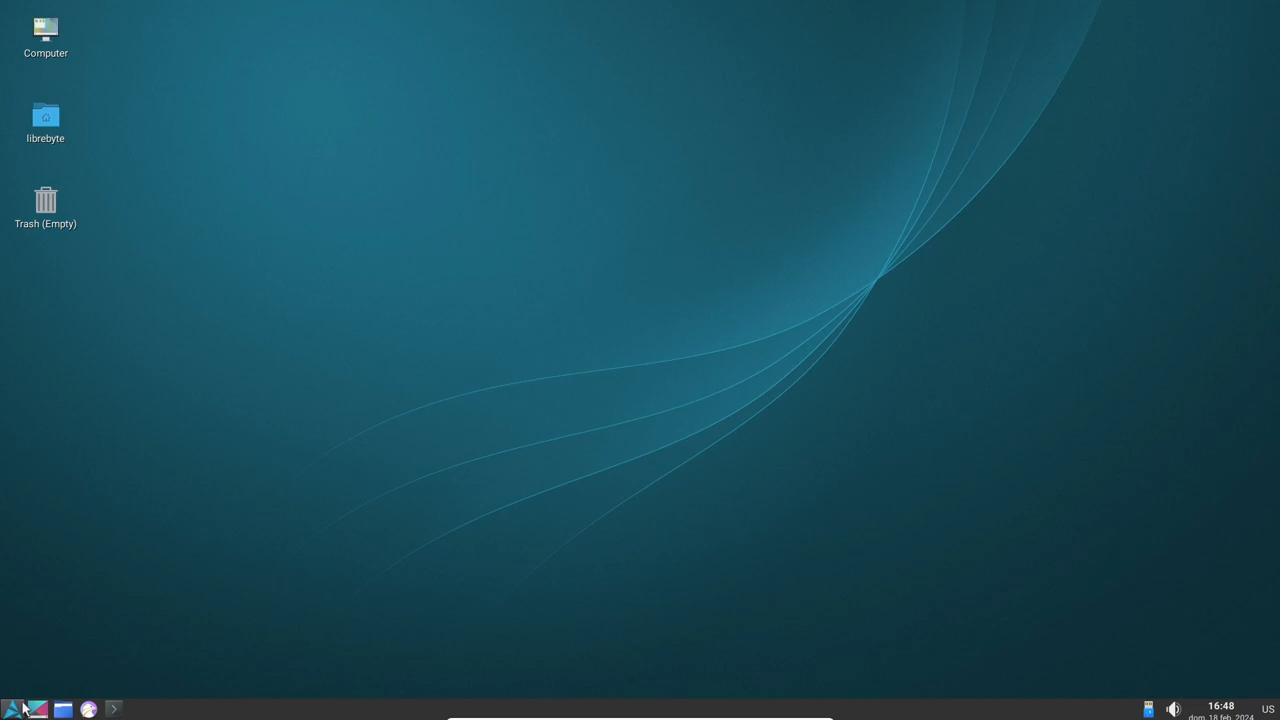 Computer
librebyte
Trash (Empty)
16:48
dom. 18 feb. 2024
US